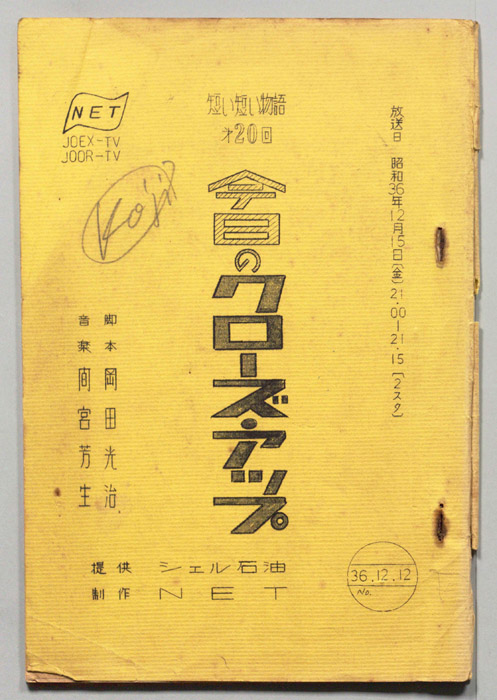 放送日 昭和36年12月15日(金)21.00-21.15 [2スタ]
短い短い物語
才20回
今日のクローズ・アップ
NET
JOEX-TV
JOOR-TV
Koji
脚本 岡田光治
音楽 間宮芳生
提供 シェル石油
制作 NET
36.12.12
No.